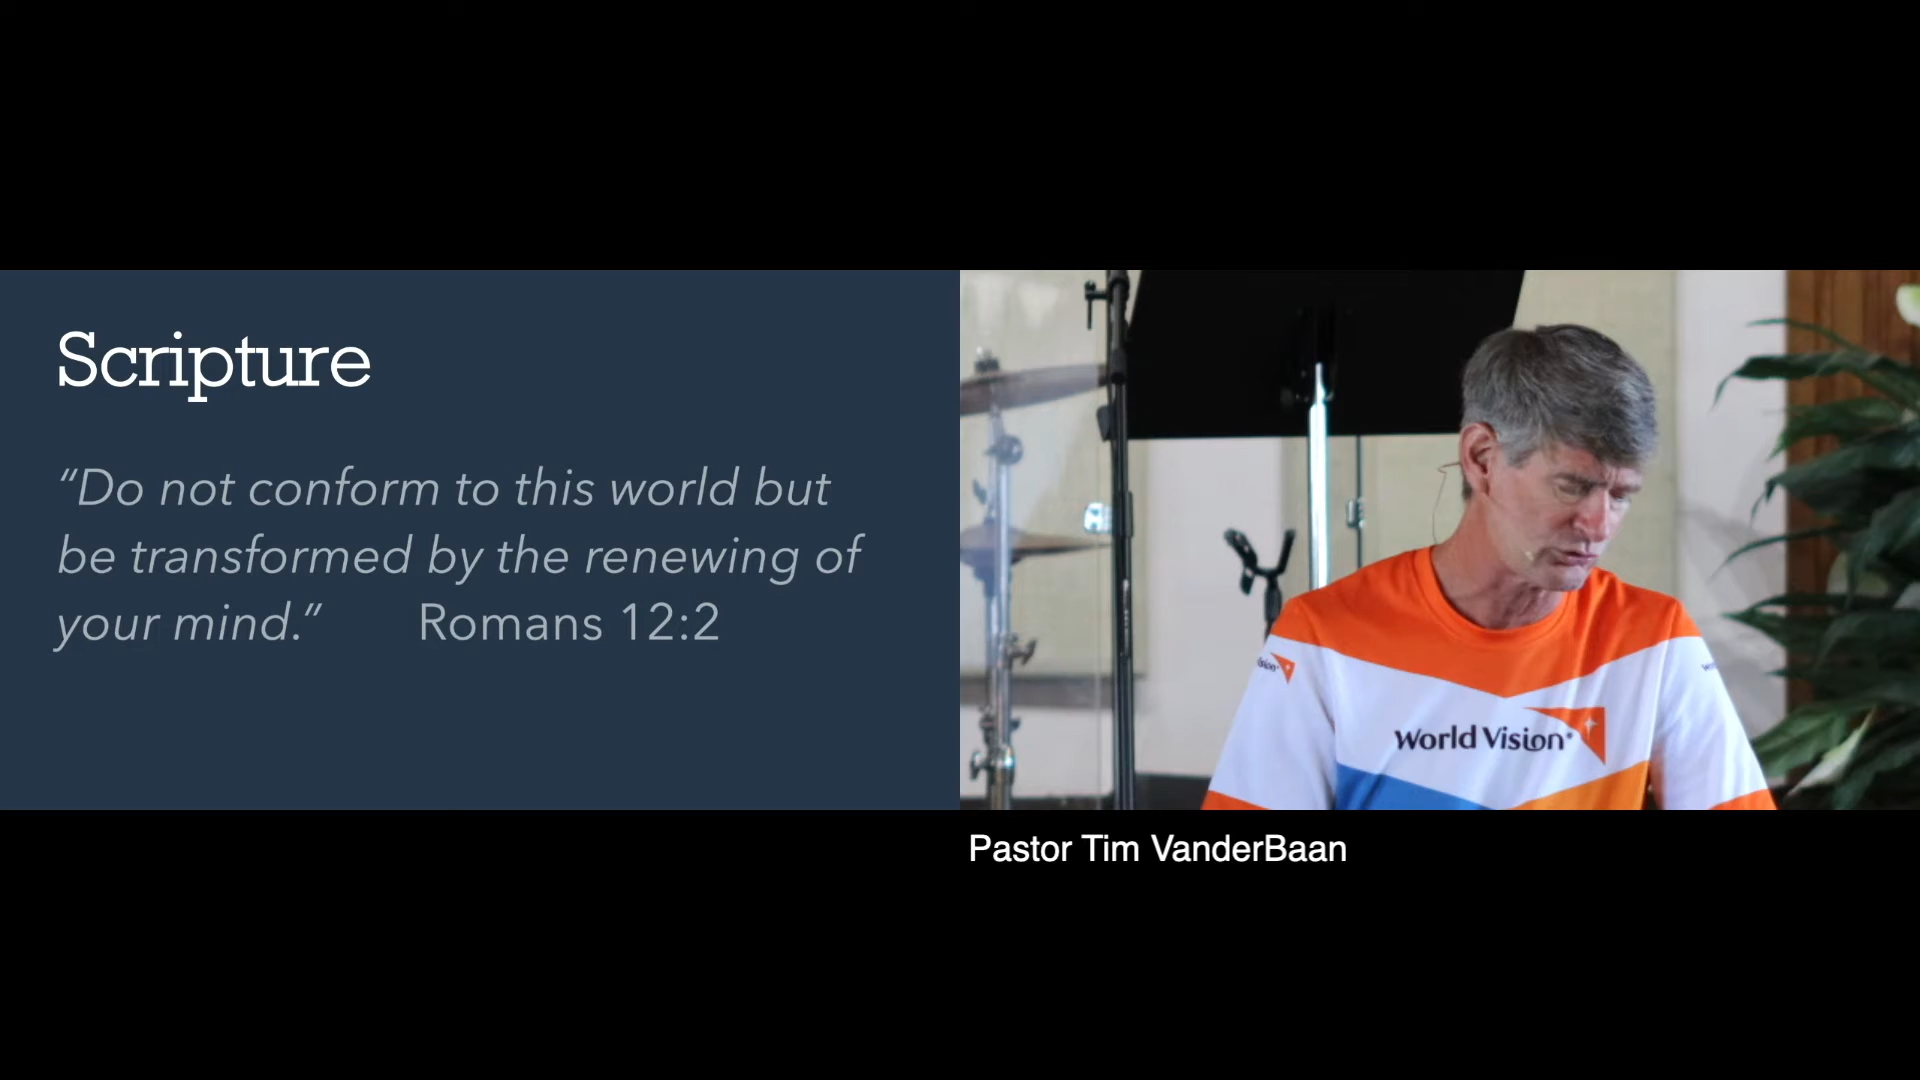 Scripture
“Do not conform to this world but
be transformed by the renewing of
your mind.” Romans 12:2
World Vision
Pastor Tim VanderBaan